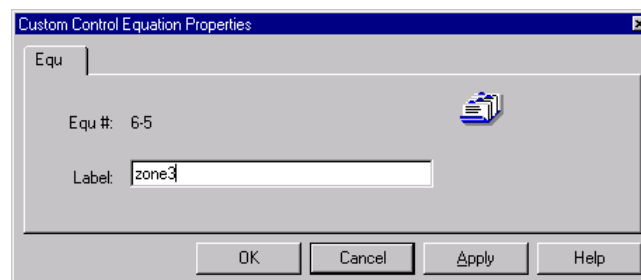 Custom Control Equation Properties
Equ
Equ #: 6-5
Label: zone3
OK Cancel Apply Help